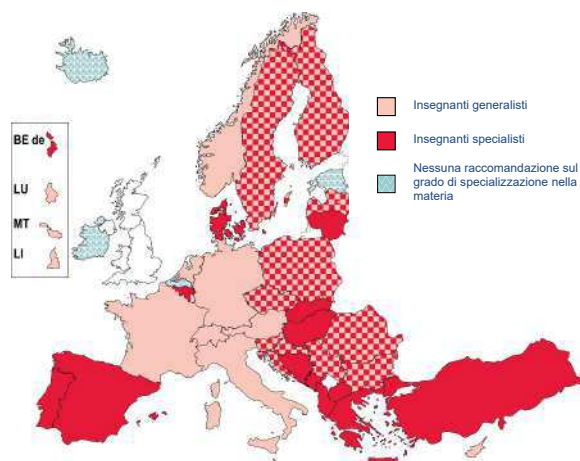 BE de
LU
MT
LI
Insegnanti generalisti
Insegnanti specialisti
Nessuna raccomandazione sul
grado di specializzazione nella
materia